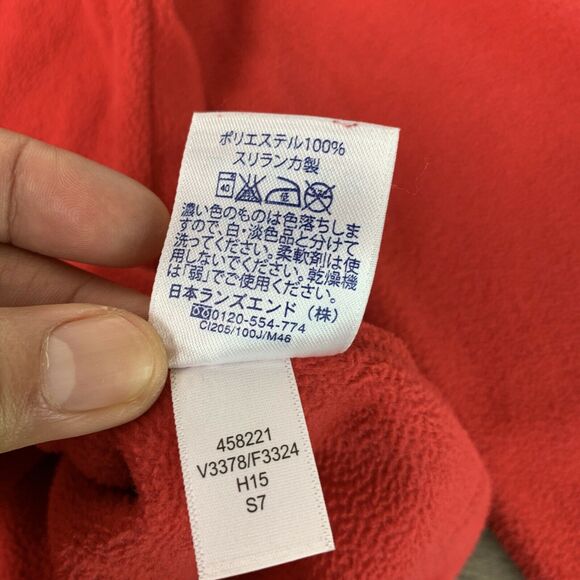 ポリエステル100%
スリランカ製
40 低
濃い色のものは色落ちしま
すので、白・淡色品と分けて
洗ってください。柔軟剤は使
用しないでください。乾燥機
は「弱」でご使用ください。
日本ランズエンド（株）
0120-554-774
CI205/100J/M46
458221
V3378/F3324
H15
S7